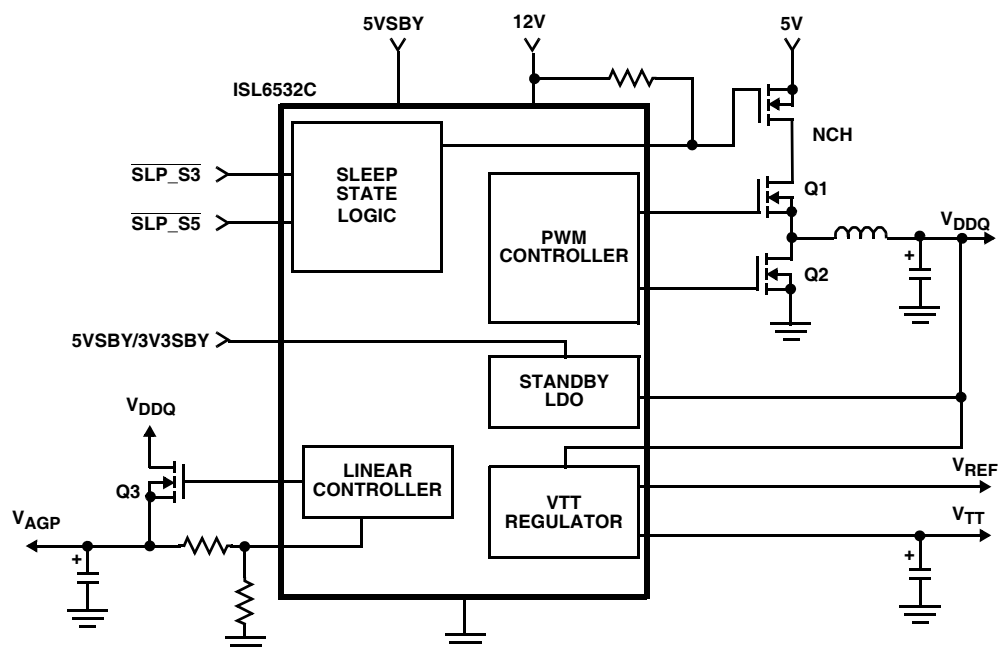 5VSBY
12V
5V
ISL6532C
NCH
SLP_S3
SLP_S5
SLEEP
STATE
LOGIC
PWM
CONTROLLER
Q1
Q2
VDDQ
+
5VSBY/3V3SBY
STANDBY
LDO
VDDQ
Q3
LINEAR
CONTROLLER
VTT
REGULATOR
VREF
VTT
VAGP
+
+